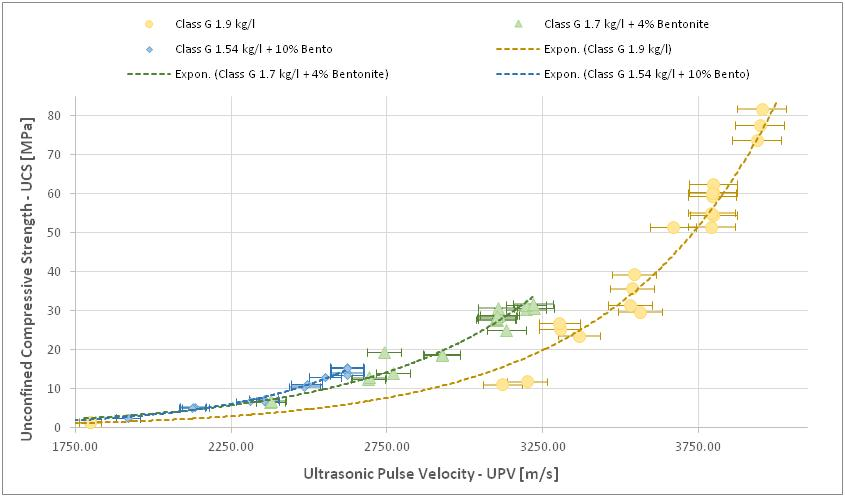 Class G 1.9 kg/l
Class G 1.7 kg/l + 4% Bentonite
Class G 1.54 kg/l + 10% Bento
Expon. (Class G 1.9 kg/l)
Expon. (Class G 1.7 kg/l + 4% Bentonite)
Expon. (Class G 1.54 kg/l + 10% Bento)
Unconfined Compressive Strength - UCS [MPa]
80
70
60
50
40
30
20
10
0
1750.00
2250.00
2750.00
3250.00
3750.00
Ultrasonic Pulse Velocity - UPV [m/s]